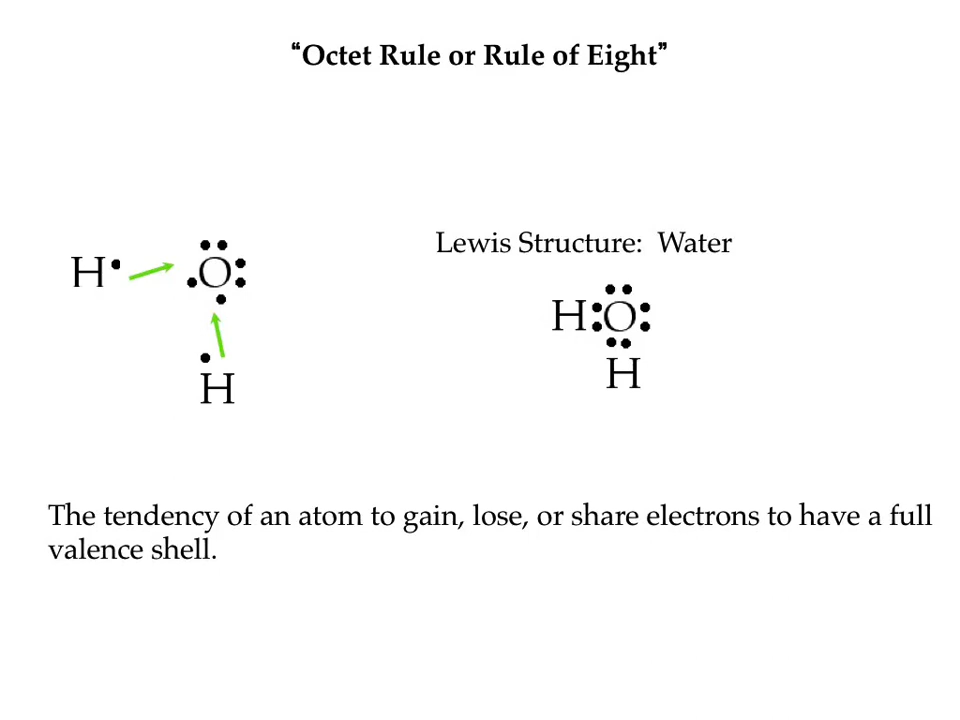 “Octet Rule or Rule of Eight”
Lewis Structure: Water
H O
H
H O
H
The tendency of an atom to gain, lose, or share electrons to have a full
valence shell.